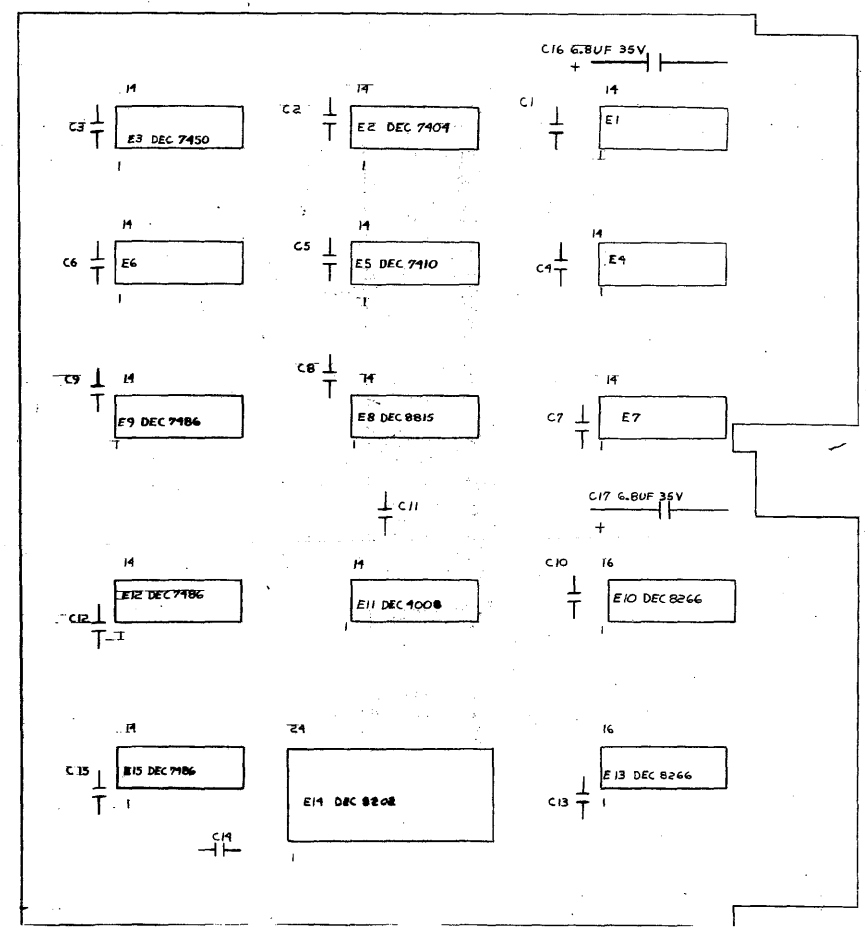 C16 6.8UF 35V
+
14
14
14
C3
E3 DEC 7450
C2
E2 DEC 7404
C1
E1
1
1
1
14
14
14
C6
E6
C5
E5 DEC 7410
C4
E4
1
1
1
C9
14
C8
14
14
E9 DEC 7486
E8 DEC 8815
C7
E7
1
1
1
C11
C17 6.8UF 35V
+
14
14
C10
16
E12 DEC 7486
E11 DEC 4008
E10 DEC 8266
C12
1
1
1
14
24
16
C15
E15 DEC 7486
E14 DEC 8202
E13 DEC 8266
C13
1
1
1
C14